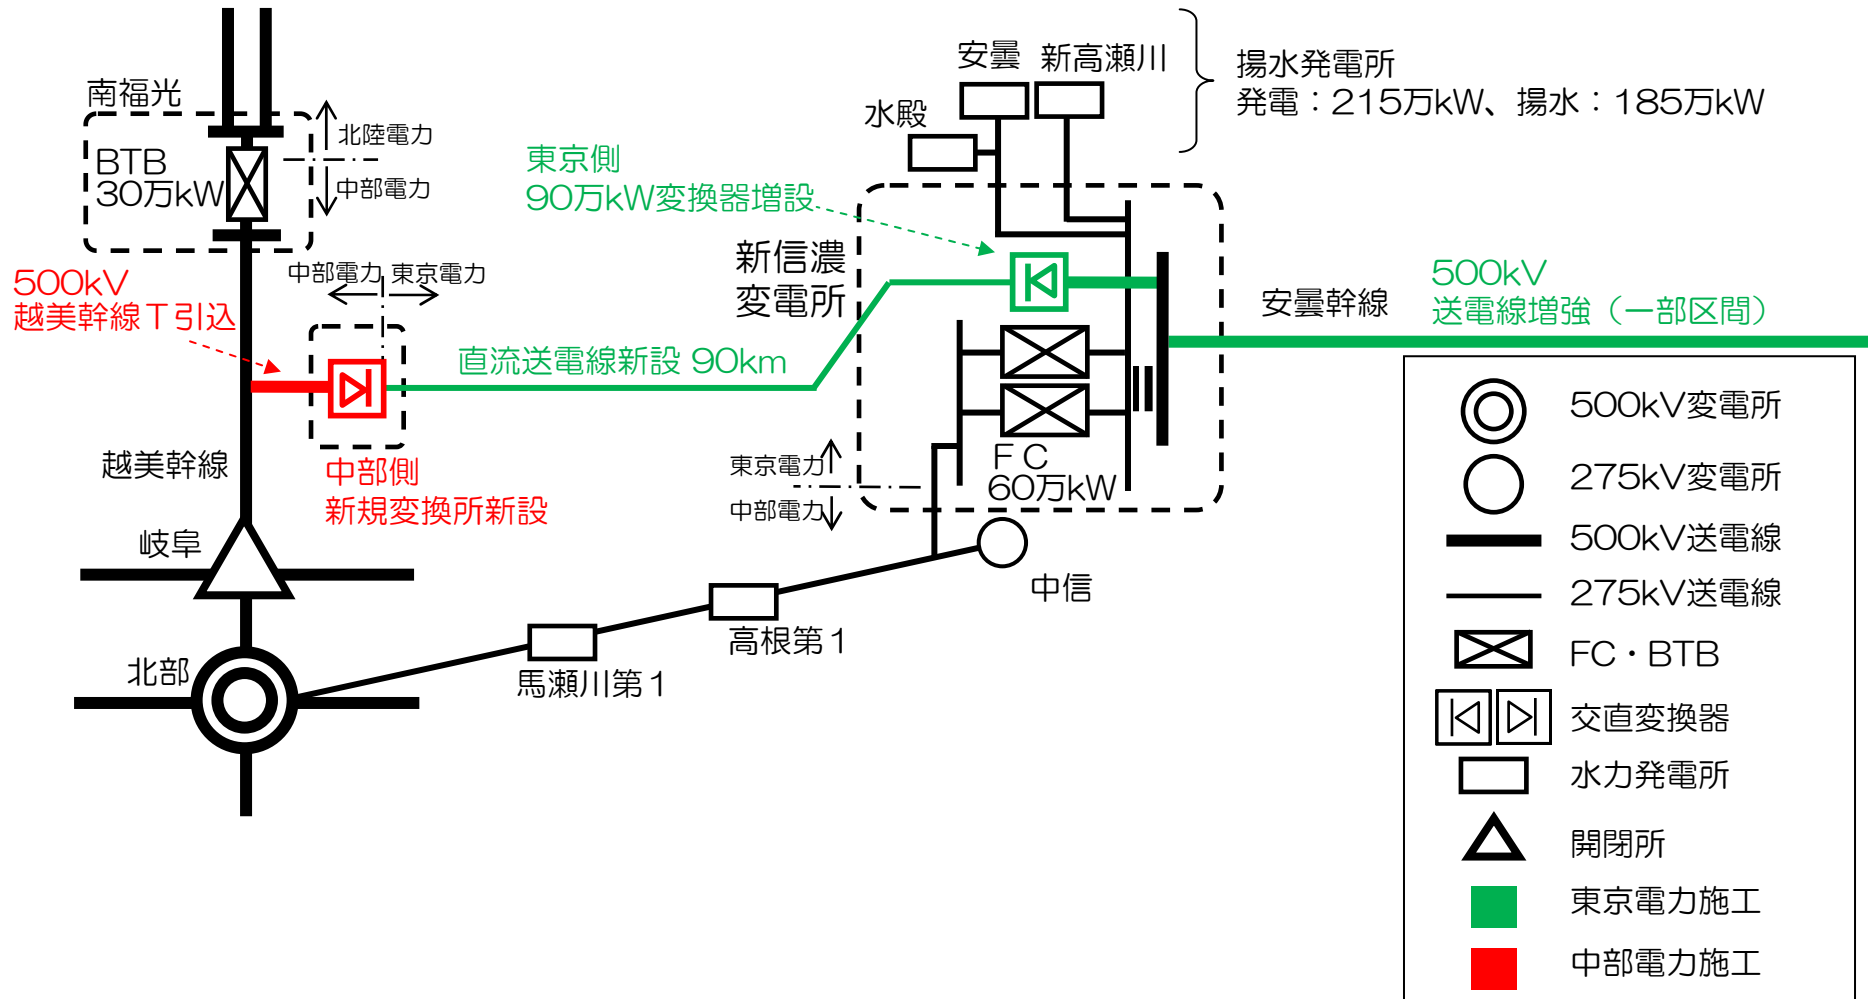 南福光
BTB
30万kW
北陸電力
中部電力
500kV
越美幹線T引込
中部電力
東京電力
中部側
新規変換所新設
越美幹線
岐阜
北部
直流送電線新設 90km
東京側
90万kW変換器増設
新信濃
変電所
水殿
安曇
新高瀬川
揚水発電所
発電：215万kW、揚水：185万kW
安曇幹線
500kV
送電線増強（一部区間）
FC
60万kW
東京電力
中部電力
中信
高根第1
馬瀬川第1
500kV変電所
275kV変電所
500kV送電線
275kV送電線
FC・BTB
交直変換器
水力発電所
開閉所
東京電力施工
中部電力施工